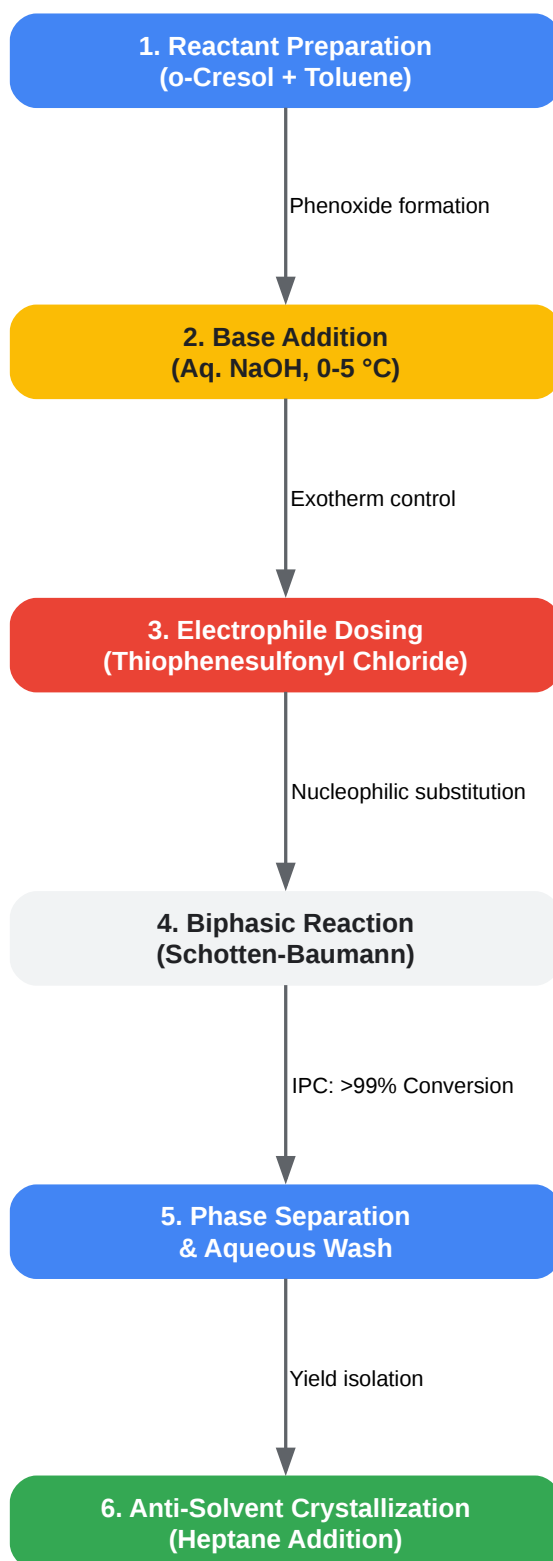 1. Reactant Preparation
(o-Cresol + Toluene)
Phenoxide formation
2. Base Addition
(Aq. NaOH, 0-5 °C)
Exotherm control
3. Electrophile Dosing
(Thiophenesulfonyl Chloride)
Nucleophilic substitution
4. Biphasic Reaction
(Schotten-Baumann)
IPC: >99% Conversion
5. Phase Separation
& Aqueous Wash
Yield isolation
6. Anti-Solvent Crystallization
(Heptane Addition)